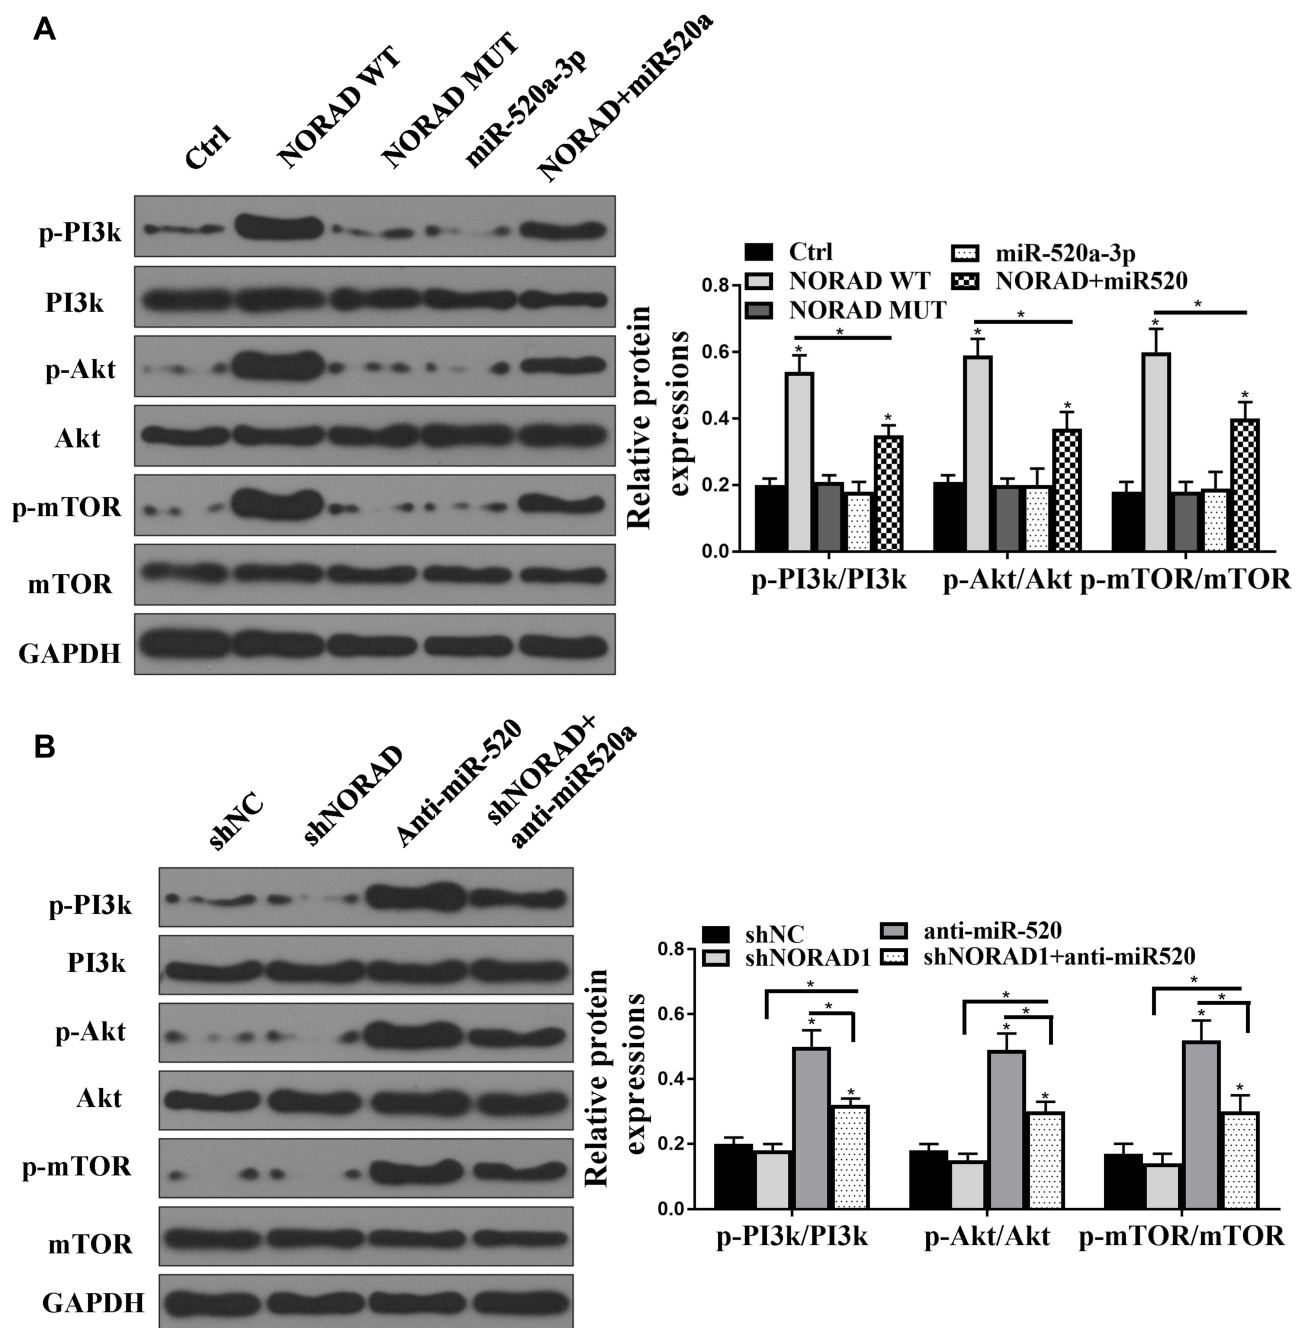 A
Ctrl
NORAD WT
NORAD MUT
miR-520a-3p
NORAD+miR520a
p-PI3k
PI3k
p-Akt
Akt
p-mTOR
mTOR
GAPDH
Ctrl
NORAD WT
NORAD MUT
miR-520a-3p
NORAD+miR520
Relative protein
expressions
0.8
0.6
0.4
0.2
0.0
* * *
* * *
* * *
p-PI3k/PI3k
p-Akt/Akt
p-mTOR/mTOR
B
shNC
shNORAD
Anti-miR-520
shNORAD+
anti-miR520a
p-PI3k
PI3k
p-Akt
Akt
p-mTOR
mTOR
GAPDH
shNC
shNORAD1
anti-miR-520
shNORAD1+anti-miR520
Relative protein
expressions
0.8
0.6
0.4
0.2
0.0
* * * *
* * * *
* * * *
p-PI3k/PI3k
p-Akt/Akt
p-mTOR/mTOR